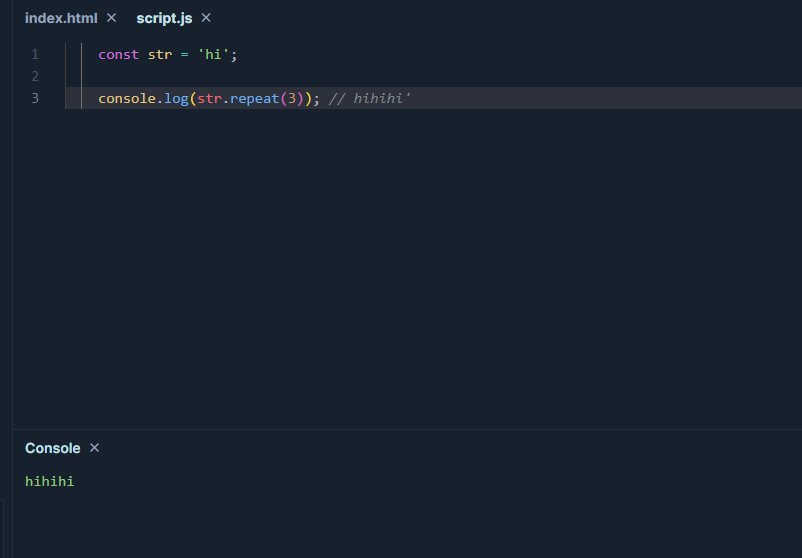 index.html ✕ script.js ✕
1 const str = 'hi';
2
3 console.log(str.repeat(3)); // hihihi'
Console ✕
hihihi